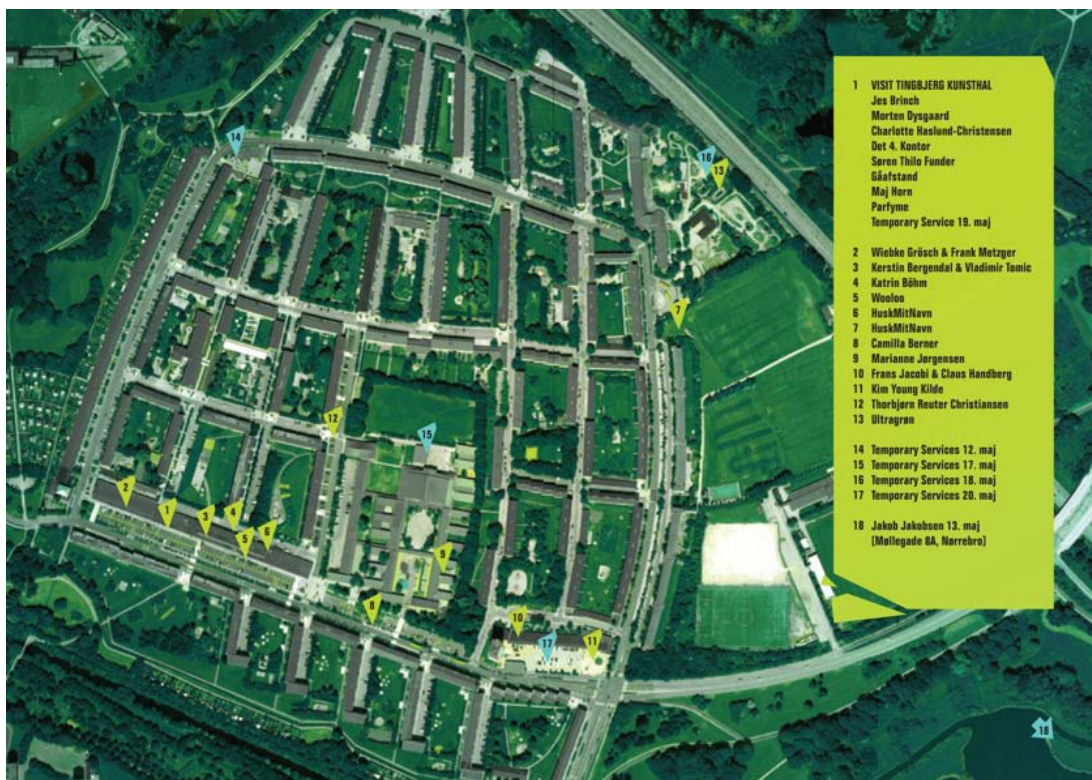 1 VISIT TINGBJERG KUNSTHAL
Jes Brinch
Morten Dysgaard
Charlotte Haslund-Christensen
Det 4. Kontor
Søren Thilo Funder
Gåafstand
Maj Horn
Parfyme
Temporary Service 19. maj
2 Wiebke Grösch & Frank Metzger
3 Kerstin Bergendal & Vladimir Tomic
4 Katrin Böhm
5 Wooloo
6 HuskMitNavn
7 HuskMitNavn
8 Camilla Berner
9 Marianne Jørgensen
10 Frans Jacobi & Claus Handberg
11 Kim Young Kilde
12 Thorbjørn Reuter Christiansen
13 Ultragrøn
14 Temporary Services 12. maj
15 Temporary Services 17. maj
16 Temporary Services 18. maj
17 Temporary Services 20. maj
18 Jakob Jakobsen 13. maj
(Møllegade 8A, Nørrebro)
14
16
13
7
12
15
2
1
3
4
5
6
9
8
10
17
11
18